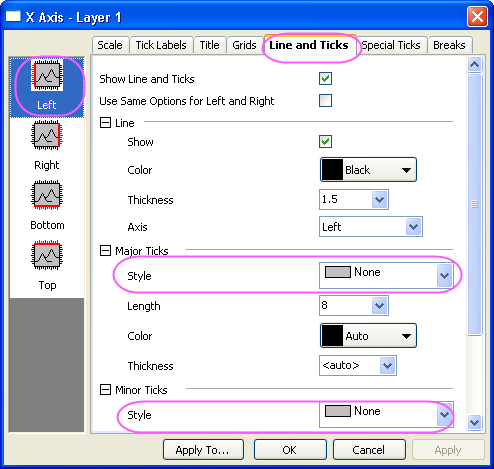 X Axis - Layer 1
Scale Tick Labels Title Grids Line and Ticks Special Ticks Breaks
Left
Right
Bottom
Top
Show Line and Ticks
Use Same Options for Left and Right
Line
Show
Color Black
Thickness 1.5
Axis Left
Major Ticks
Style None
Length 8
Color Auto
Thickness <auto>
Minor Ticks
Style None
Apply To... OK Cancel Apply